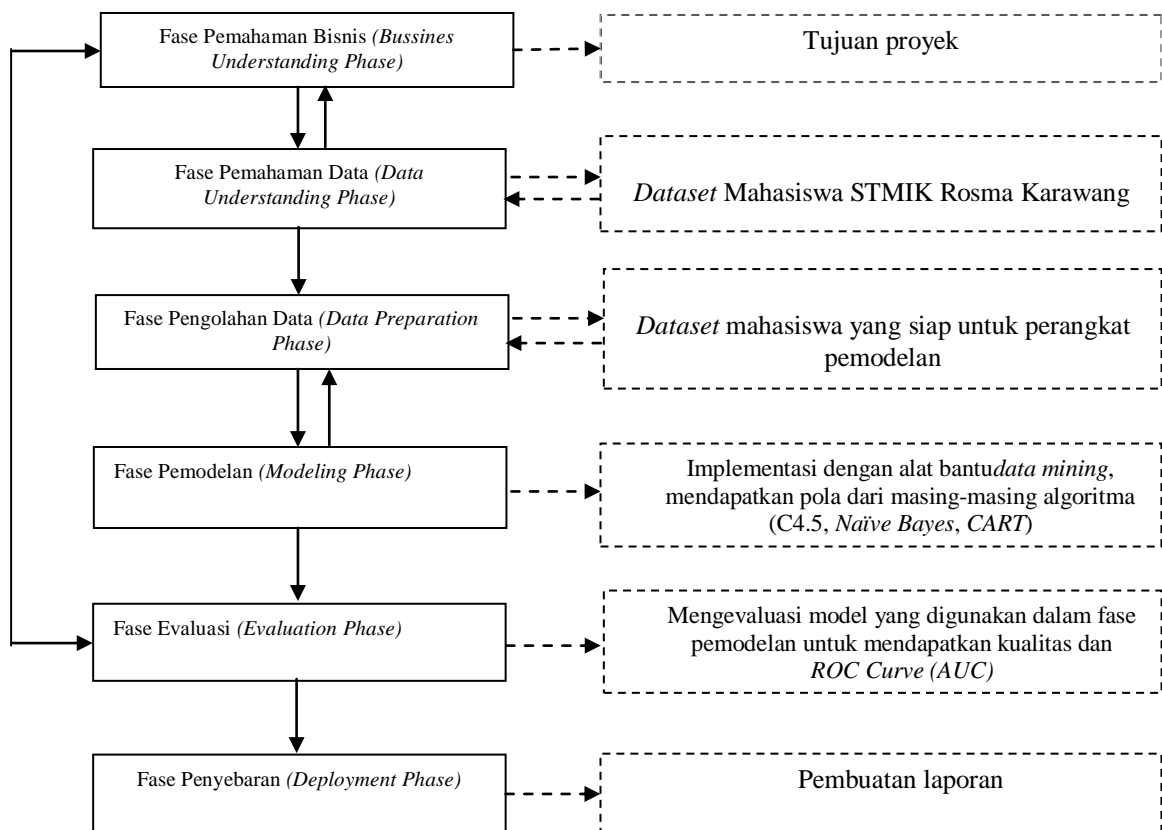 Fase Pemahaman Bisnis (Bussines
Understanding Phase)
Tujuan proyek
Fase Pemahaman Data (Data
Understanding Phase)
Dataset Mahasiswa STMIK Rosma Karawang
Fase Pengolahan Data (Data Preparation
Phase)
Dataset mahasiswa yang siap untuk perangkat
pemodelan
Fase Pemodelan (Modeling Phase)
Implementasi dengan alat bantudata mining,
mendapatkan pola dari masing-masing algoritma
(C4.5, Naïve Bayes, CART)
Fase Evaluasi (Evaluation Phase)
Mengevaluasi model yang digunakan dalam fase
pemodelan untuk mendapatkan kualitas dan
ROC Curve (AUC)
Fase Penyebaran (Deployment Phase)
Pembuatan laporan